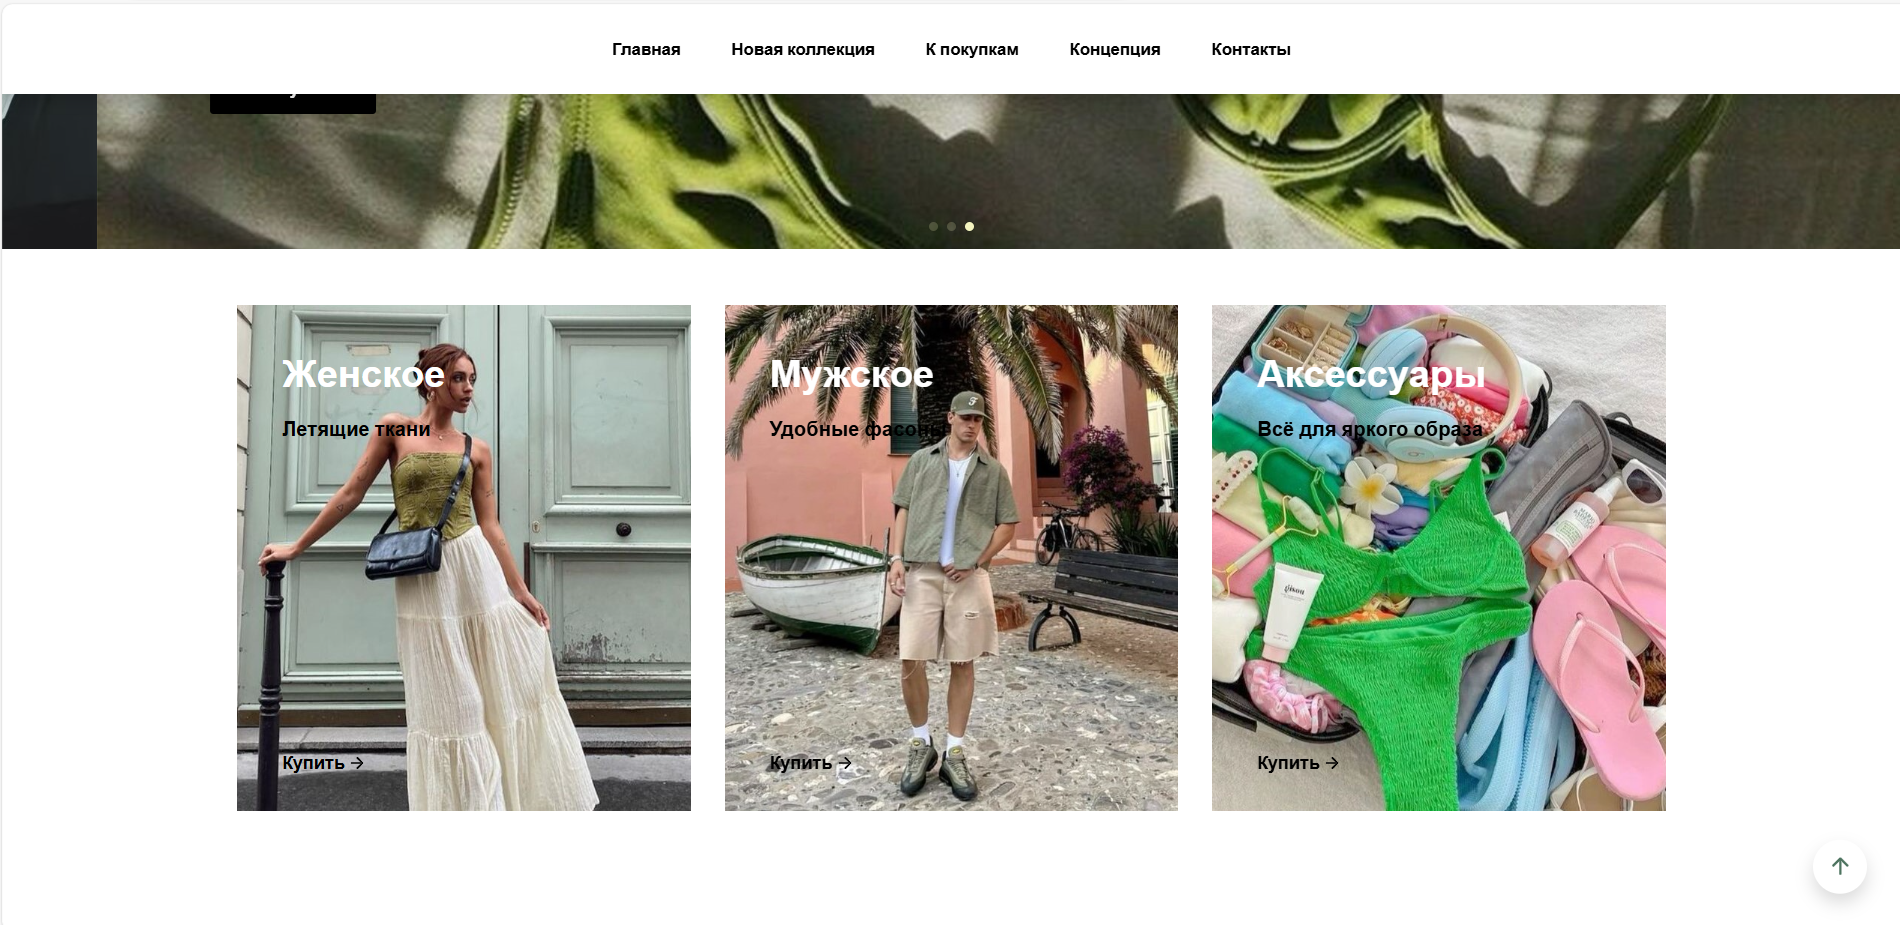 Главная
Новая коллекция
К покупкам
Концепция
Контакты
Женское
Летящие ткани
Купить →
Мужское
Удобные фасоны
Купить →
Аксессуары
Всё для яркого образа
gisou
Купить →